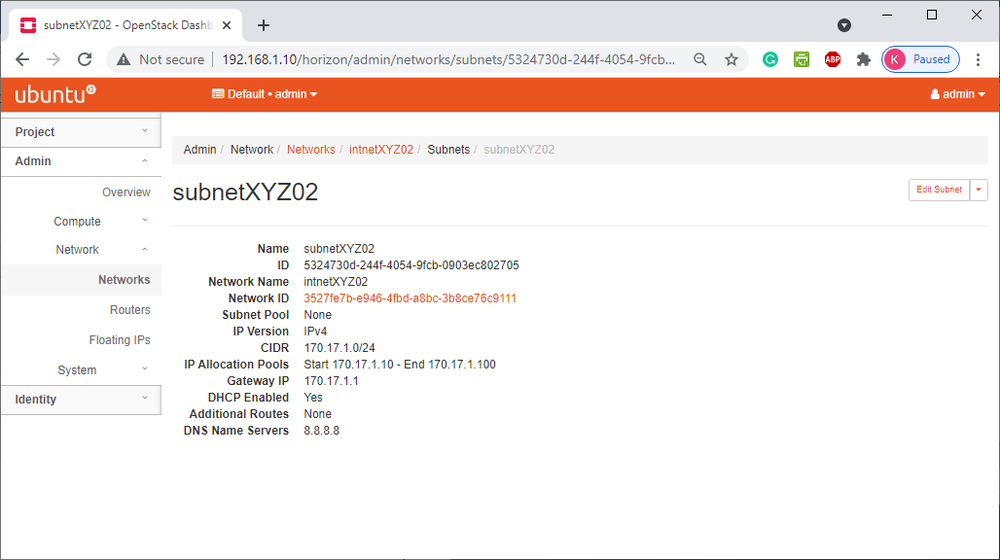 subnetXYZ02 - OpenStack Dashb
Not secure 192.168.1.10/horizon/admin/networks/subnets/5324730d-244f-4054-9fcb... ABP K Paused
ubuntu Default • admin admin
Project
Admin
Overview
Compute
Network
Networks
Routers
Floating IPs
System
Identity
Admin / Network / Networks / intnetXYZ02 / Subnets / subnetXYZ02
subnetXYZ02 Edit Subnet
Name subnetXYZ02
ID 5324730d-244f-4054-9fcb-0903ec802705
Network Name intnetXYZ02
Network ID 3527fe7b-e946-4fbd-a8bc-3b8ce76c9111
Subnet Pool None
IP Version IPv4
CIDR 170.17.1.0/24
IP Allocation Pools Start 170.17.1.10 - End 170.17.1.100
Gateway IP 170.17.1.1
DHCP Enabled Yes
Additional Routes None
DNS Name Servers 8.8.8.8